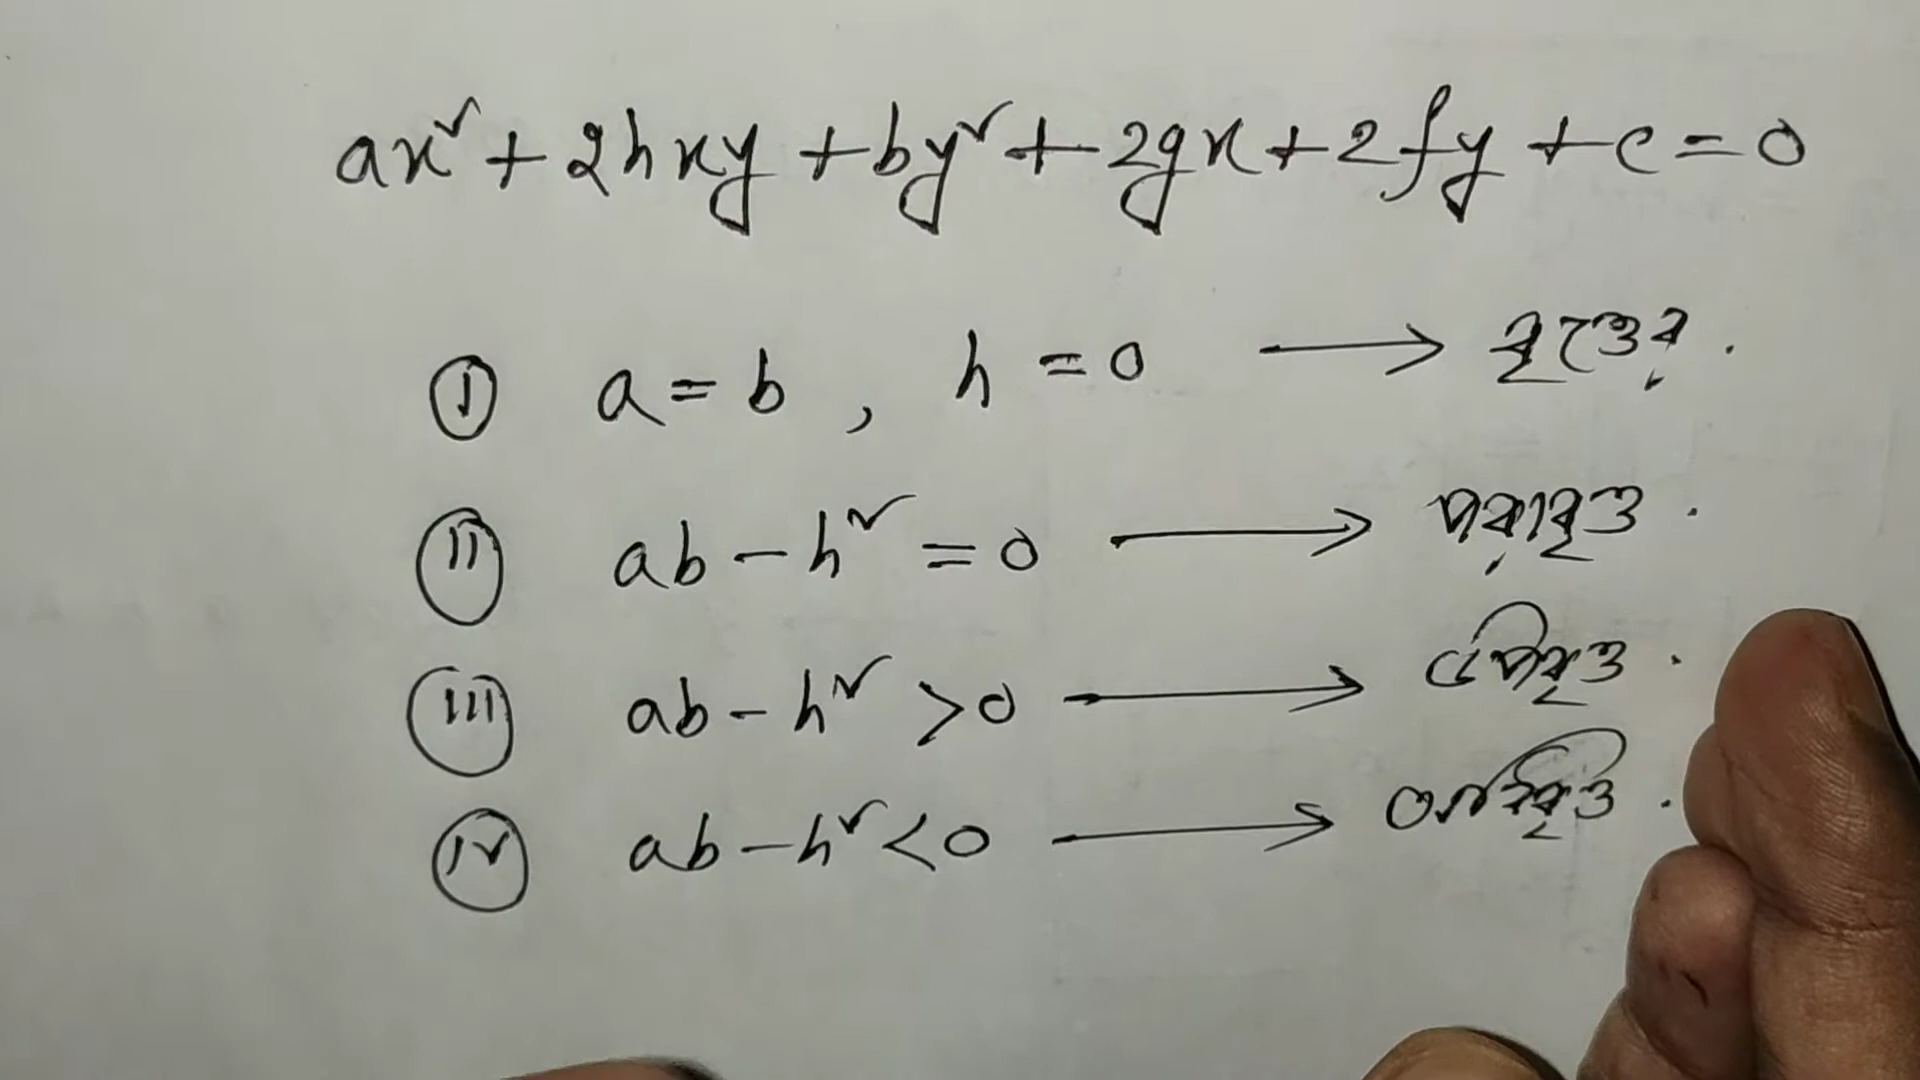 ax² + 2hxy + by² + 2gx + 2fy + c = 0
(i) a = b , h = 0 →
(ii) ab - h² = 0 → পরাবৃত্ত .
(iii) ab - h² > 0 → উপবৃত্ত .
(iv) ab - h² < 0 → অধিবৃত্ত .